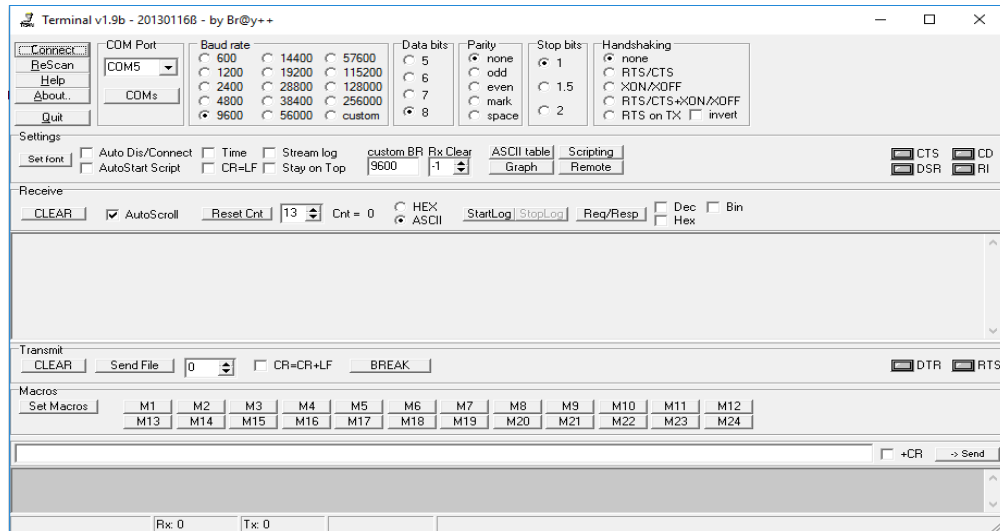 Terminal v1.9b - 20130116ß - by Br@y++
Connect
ReScan
Help
About..
Quit
COM Port
COM5
COMs
Baud rate
600 14400 57600
1200 19200 115200
2400 28800 128000
4800 38400 256000
9600 56000 custom
Data bits
5
6
7
8
Parity
none
odd
even
mark
space
Stop bits
1
1.5
2
Handshaking
none
RTS/CTS
XON/XOFF
RTS/CTS+XON/XOFF
RTS on TX invert
Settings
Set font
Auto Dis/Connect Time Stream log
AutoStart Script CR=LF Stay on Top
custom BR Rx Clear
9600 -1
ASCII table Scripting
Graph Remote
CTS CD
DSR RI
Receive
CLEAR AutoScroll Reset Cnt 13 Cnt = 0
HEX
ASCII
StartLog StopLog Req/Resp
Dec Bin
Hex
Transmit
CLEAR Send File 0 CR=CR+LF BREAK DTR RTS
Macros
Set Macros M1 M2 M3 M4 M5 M6 M7 M8 M9 M10 M11 M12
M13 M14 M15 M16 M17 M18 M19 M20 M21 M22 M23 M24
+CR -> Send
Rx: 0 Tx: 0